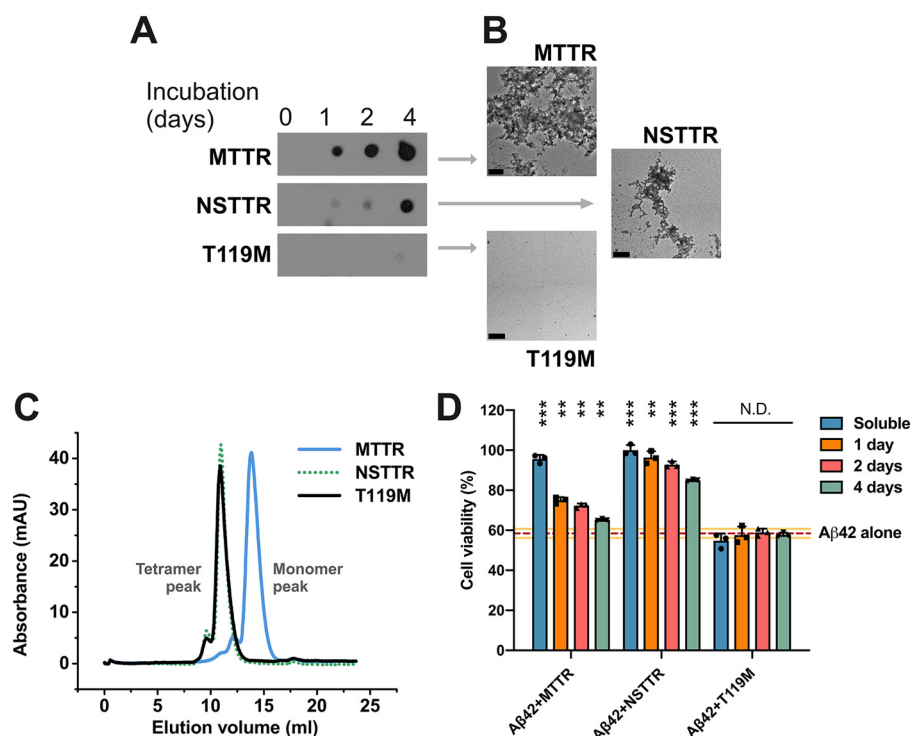 A
B
Incubation
(days)
0 1 2 4
MTTR
NSTTR
T119M
MTTR
NSTTR
T119M
C
Absorbance (mAU)
40
30
20
10
0
0 5 10 15 20 25
Elution volume (ml)
MTTR
NSTTR
T119M
Tetramer
peak
Monomer
peak
D
Cell viability (%)
120
100
80
60
40
20
0
*** ** ** **
*** ** *** ***
N.D.
Soluble
1 day
2 days
4 days
Aβ42 alone
Aβ42+MTTR
Aβ42+NSTTR
Aβ42+T119M